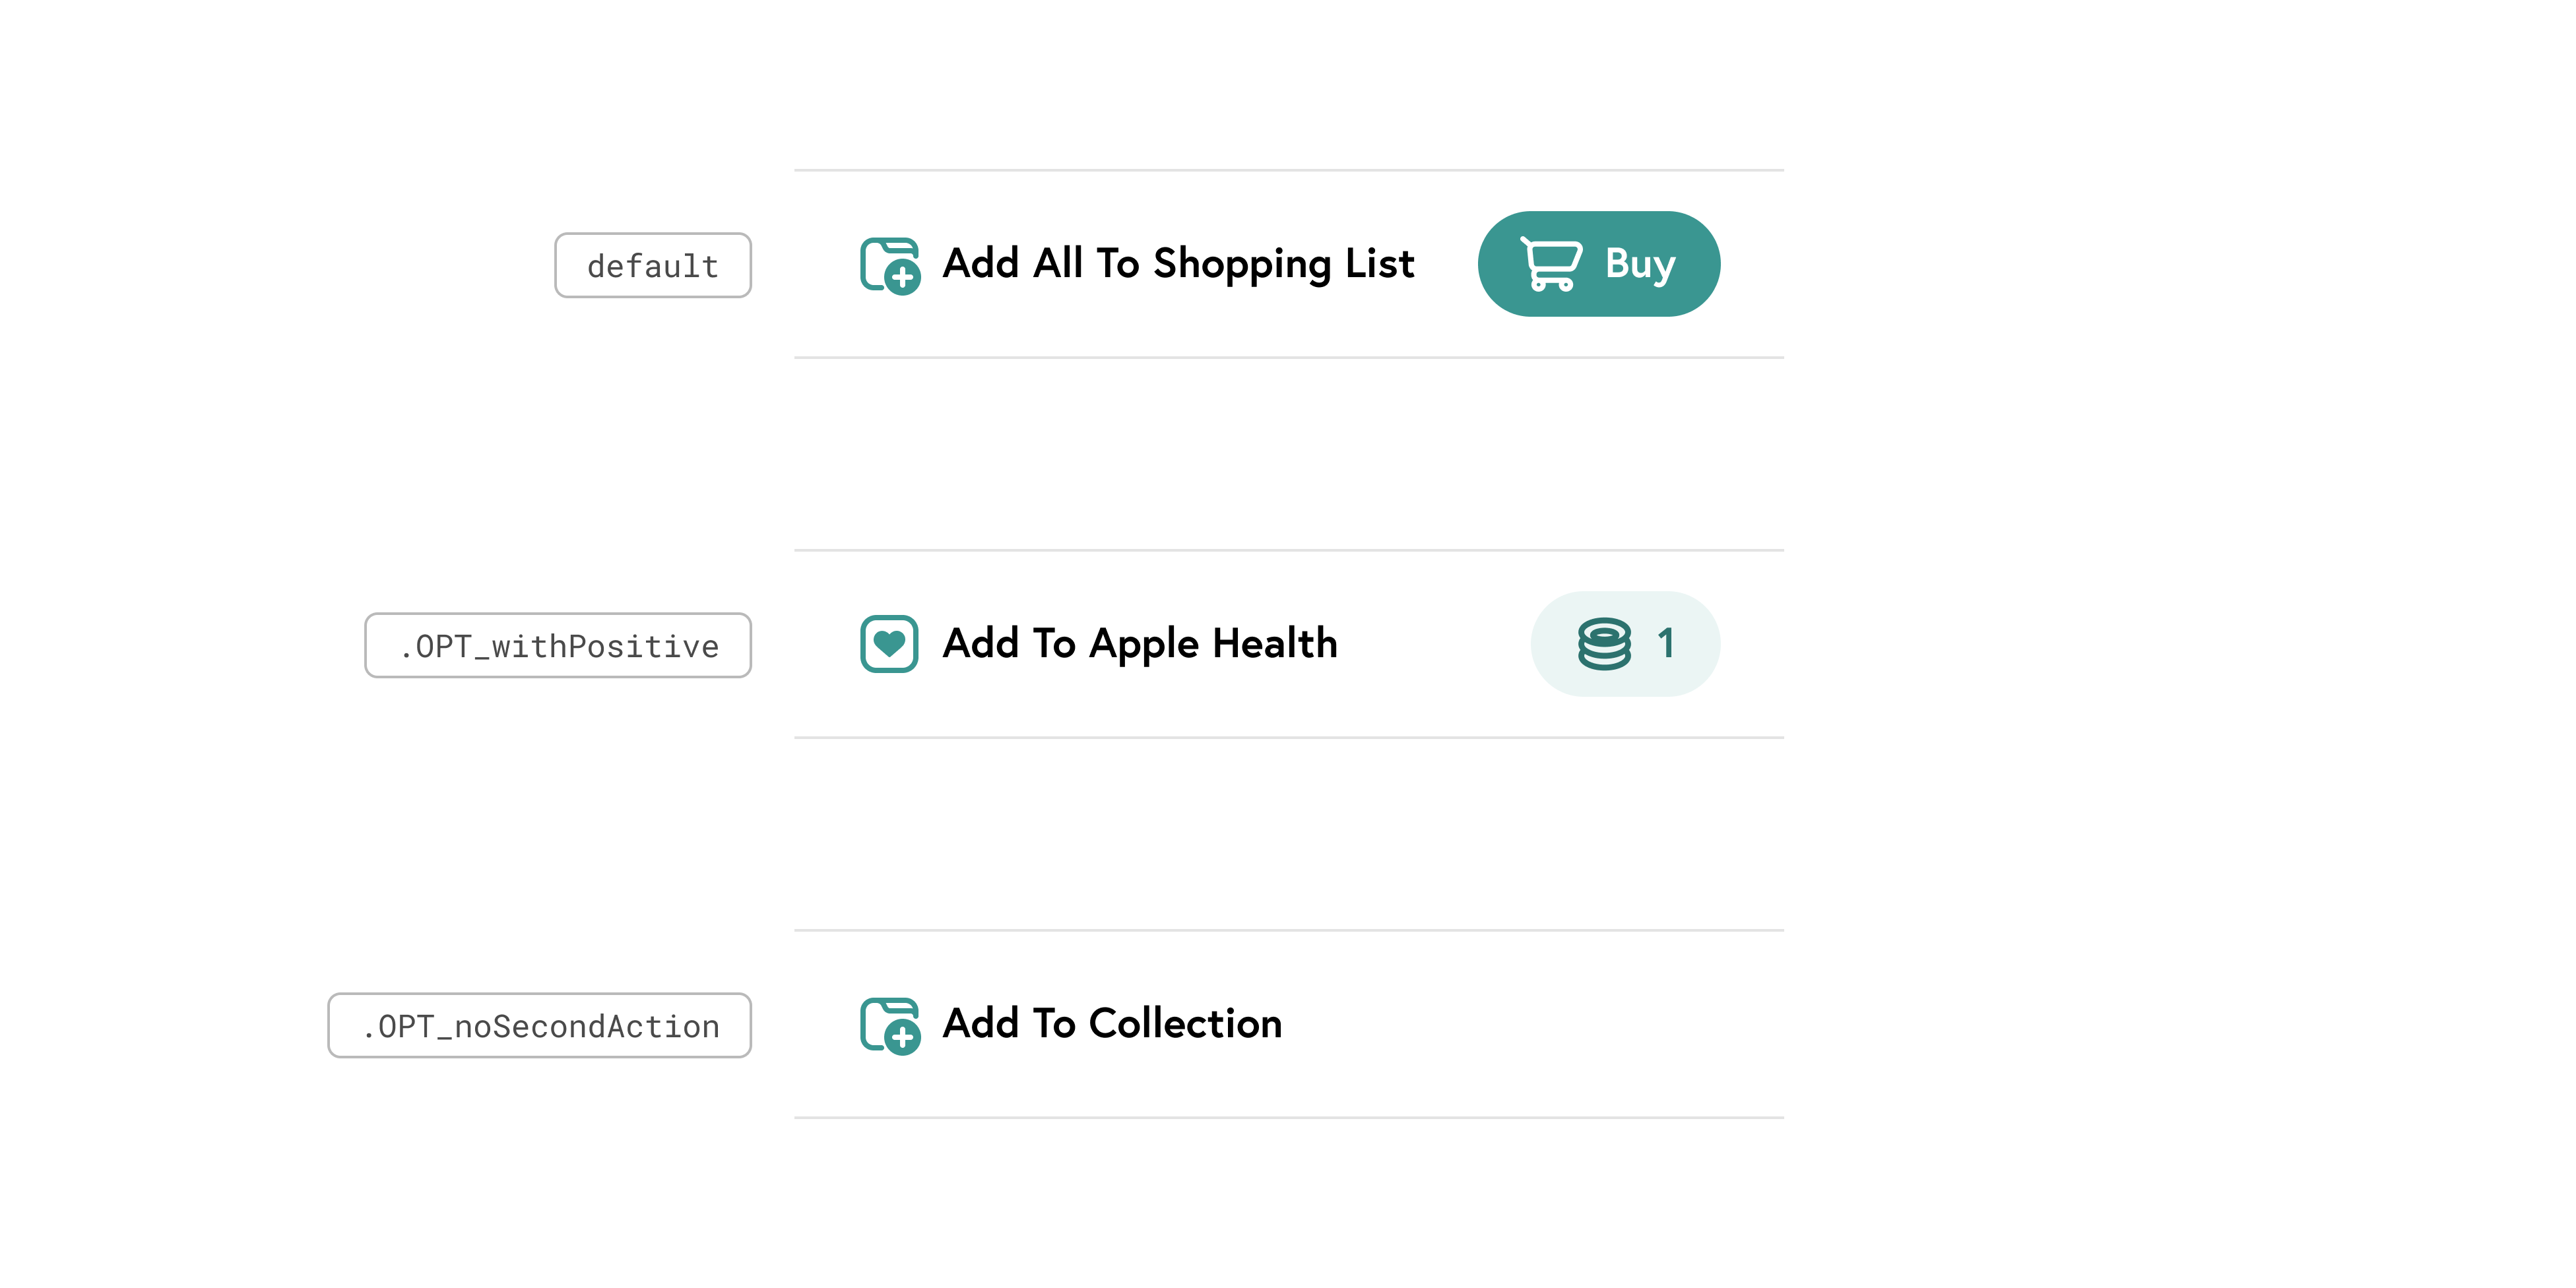 default
Add All To Shopping List
Buy
.OPT_withPositive
Add To Apple Health
1
.OPT_noSecondAction
Add To Collection